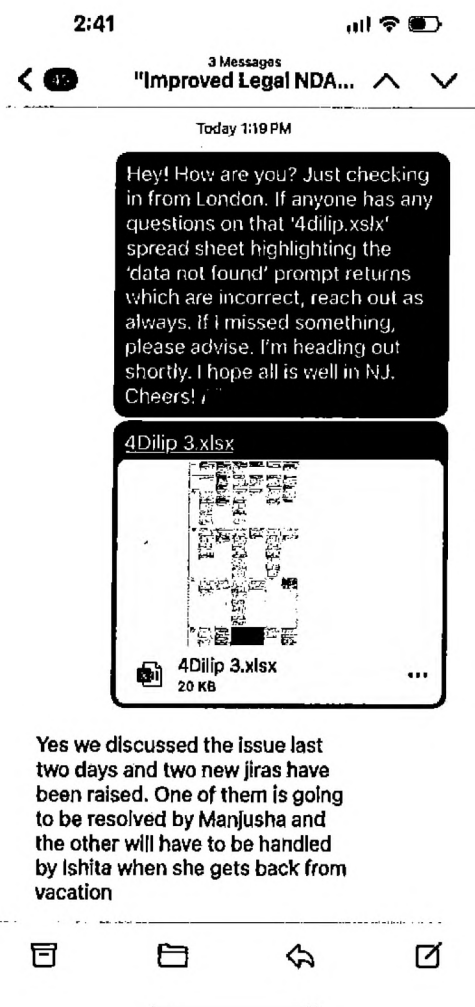 2:41
3 Messages
"Improved Legal NDA...
Today 1:19 PM
Hey! How are you? Just checking
in from London. If anyone has any
questions on that '4dilip.xslx'
spread sheet highlighting the
'data not found' prompt returns
which are incorrect, reach out as
always. If I missed something,
please advise. I'm heading out
shortly. I hope all is well in NJ.
Cheers!
4Dilip 3.xlsx
4Dilip 3.xlsx
20 KB
Yes we discussed the issue last
two days and two new jiras have
been raised. One of them is going
to be resolved by Manjusha and
the other will have to be handled
by Ishita when she gets back from
vacation